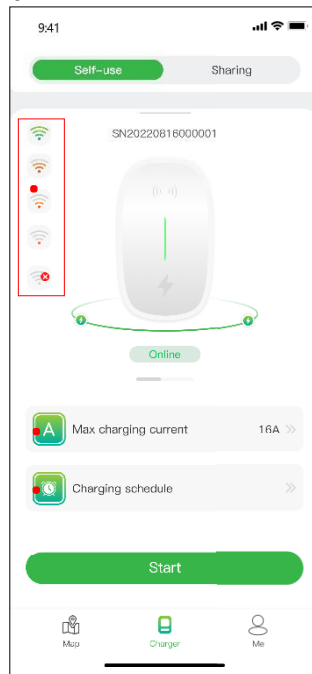 9:41
Self-use
Sharing
SN20220816000001
Online
A
Max charging current
16A
Charging schedule
Start
Map
Charger
Me